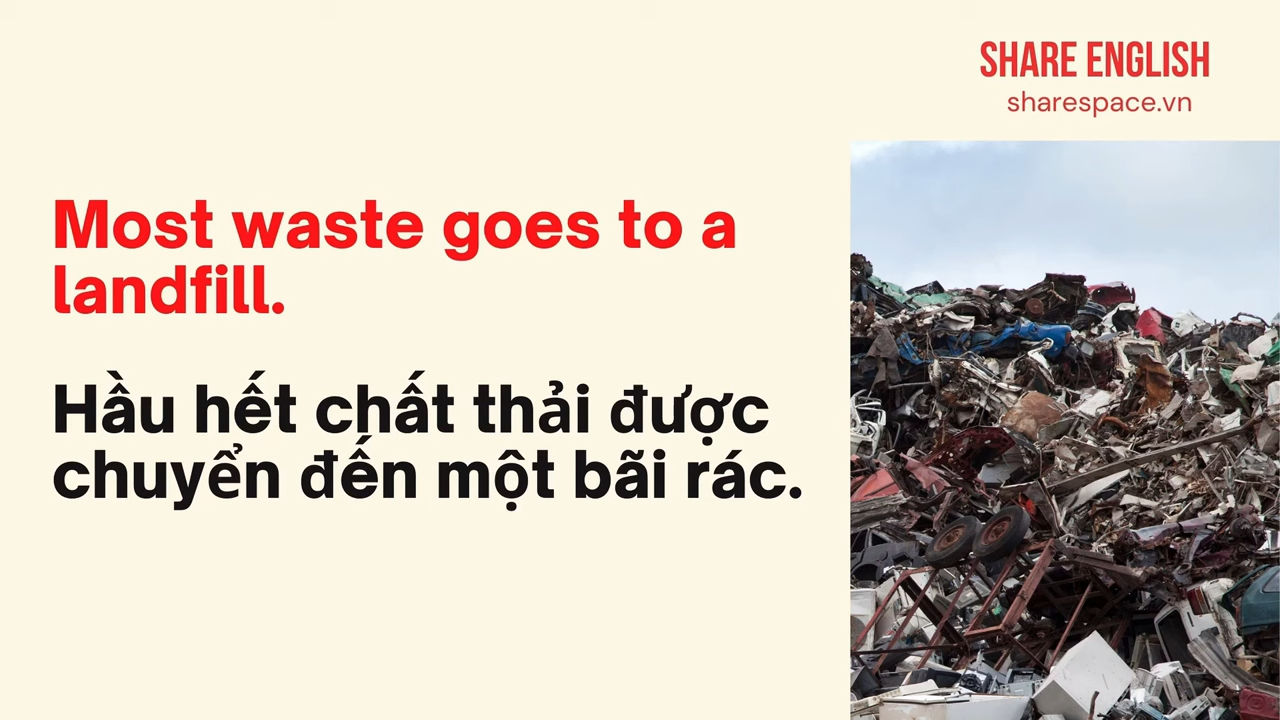 SHARE ENGLISH
sharespace.vn
Most waste goes to a
landfill.
Hầu hết chất thải được
chuyển đến một bãi rác.